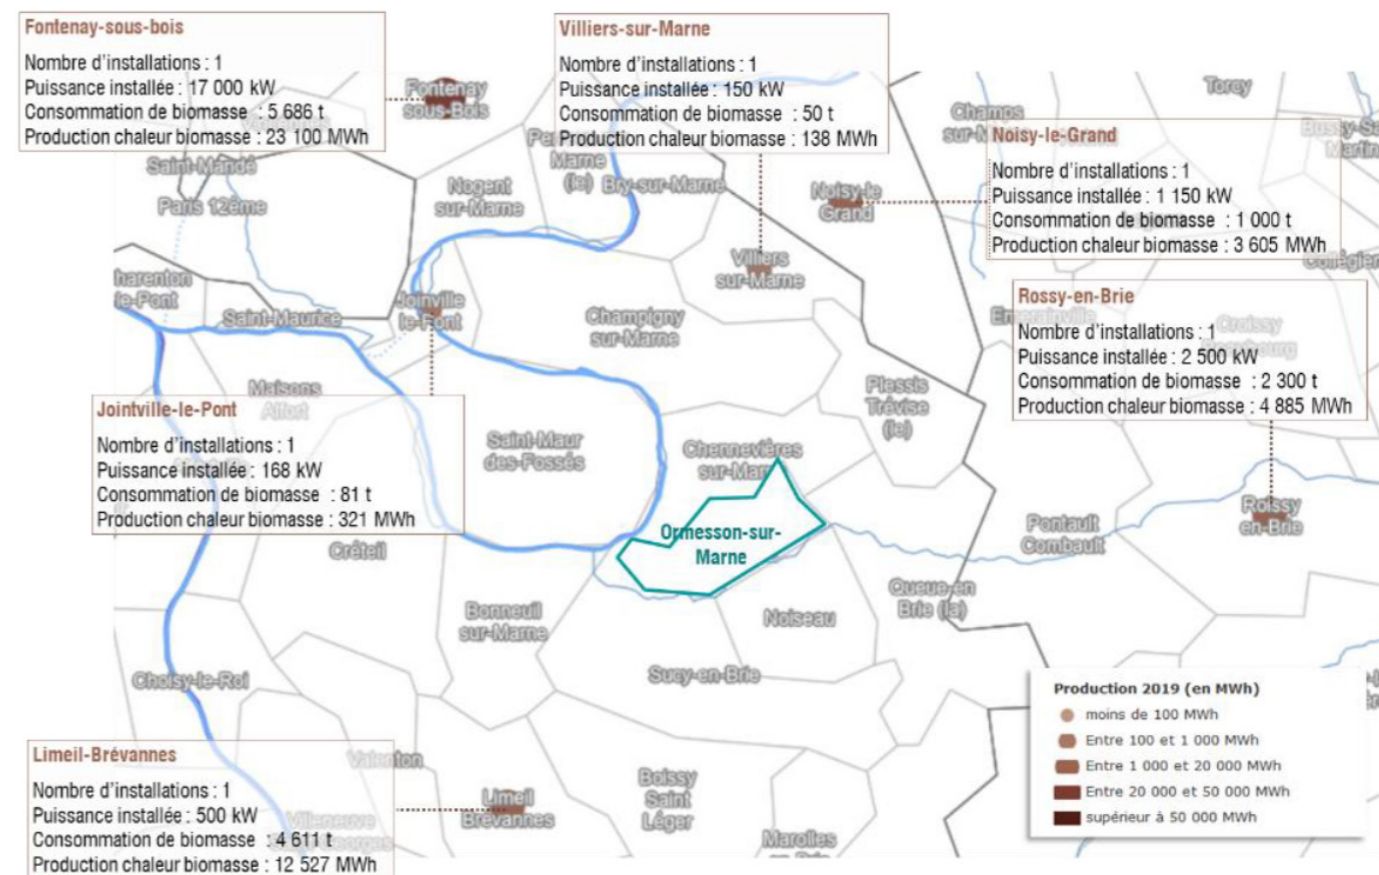 Fontenay-sous-bois
Nombre d'installations : 1
Puissance installée : 17 000 kW
Consommation de biomasse : 5 686 t
Production chaleur biomasse : 23 100 MWh
Villiers-sur-Marne
Nombre d'installations : 1
Puissance installée : 150 kW
Consommation de biomasse : 50 t
Production chaleur biomasse : 138 MWh
Noisy-le-Grand
Nombre d'installations : 1
Puissance installée : 1 150 kW
Consommation de biomasse : 1 000 t
Production chaleur biomasse : 3 605 MWh
Rossy-en-Brie
Nombre d'installations : 1
Puissance installée : 2 500 kW
Consommation de biomasse : 2 300 t
Production chaleur biomasse : 4 885 MWh
Jointville-le-Pont
Nombre d'installations : 1
Puissance installée : 168 kW
Consommation de biomasse : 81 t
Production chaleur biomasse : 321 MWh
Limeil-Brévannes
Nombre d'installations : 1
Puissance installée : 500 kW
Consommation de biomasse : 4 611 t
Production chaleur biomasse : 12 527 MWh
Fontenay
sous-Bois
Torcy
Champs
Saint-Mandé
Paris 12ême
Nogent
sur-Marne
Marne
(le)
Bry-sur-Marne
Noisy-le
Grand
Villiers
sur-Marne
harenton
le-Pont
Saint-Maurice
Joinville
le-Pont
Champigny
sur-Marne
Croissy
Maisons
Alfort
Plessis
Trévise
(le)
Saint-Maur
des-Fossés
Chennevières
sur-Mar
Ormesson-sur-
Marne
Créteil
Pontault
Combault
Roissy
en-Brie
Queue-en
Brie (la)
Bonneuil
sur-Marne
Noiseau
Choisy-le-Roi
Sucy-en-Brie
Valenton
Villeneuve
Limeil
Brévannes
Boissy
Saint
Léger
Marolles
Production 2019 (en MWh)
moins de 100 MWh
Entre 100 et 1 000 MWh
Entre 1 000 et 20 000 MWh
Entre 20 000 et 50 000 MWh
supérieur à 50 000 MWh